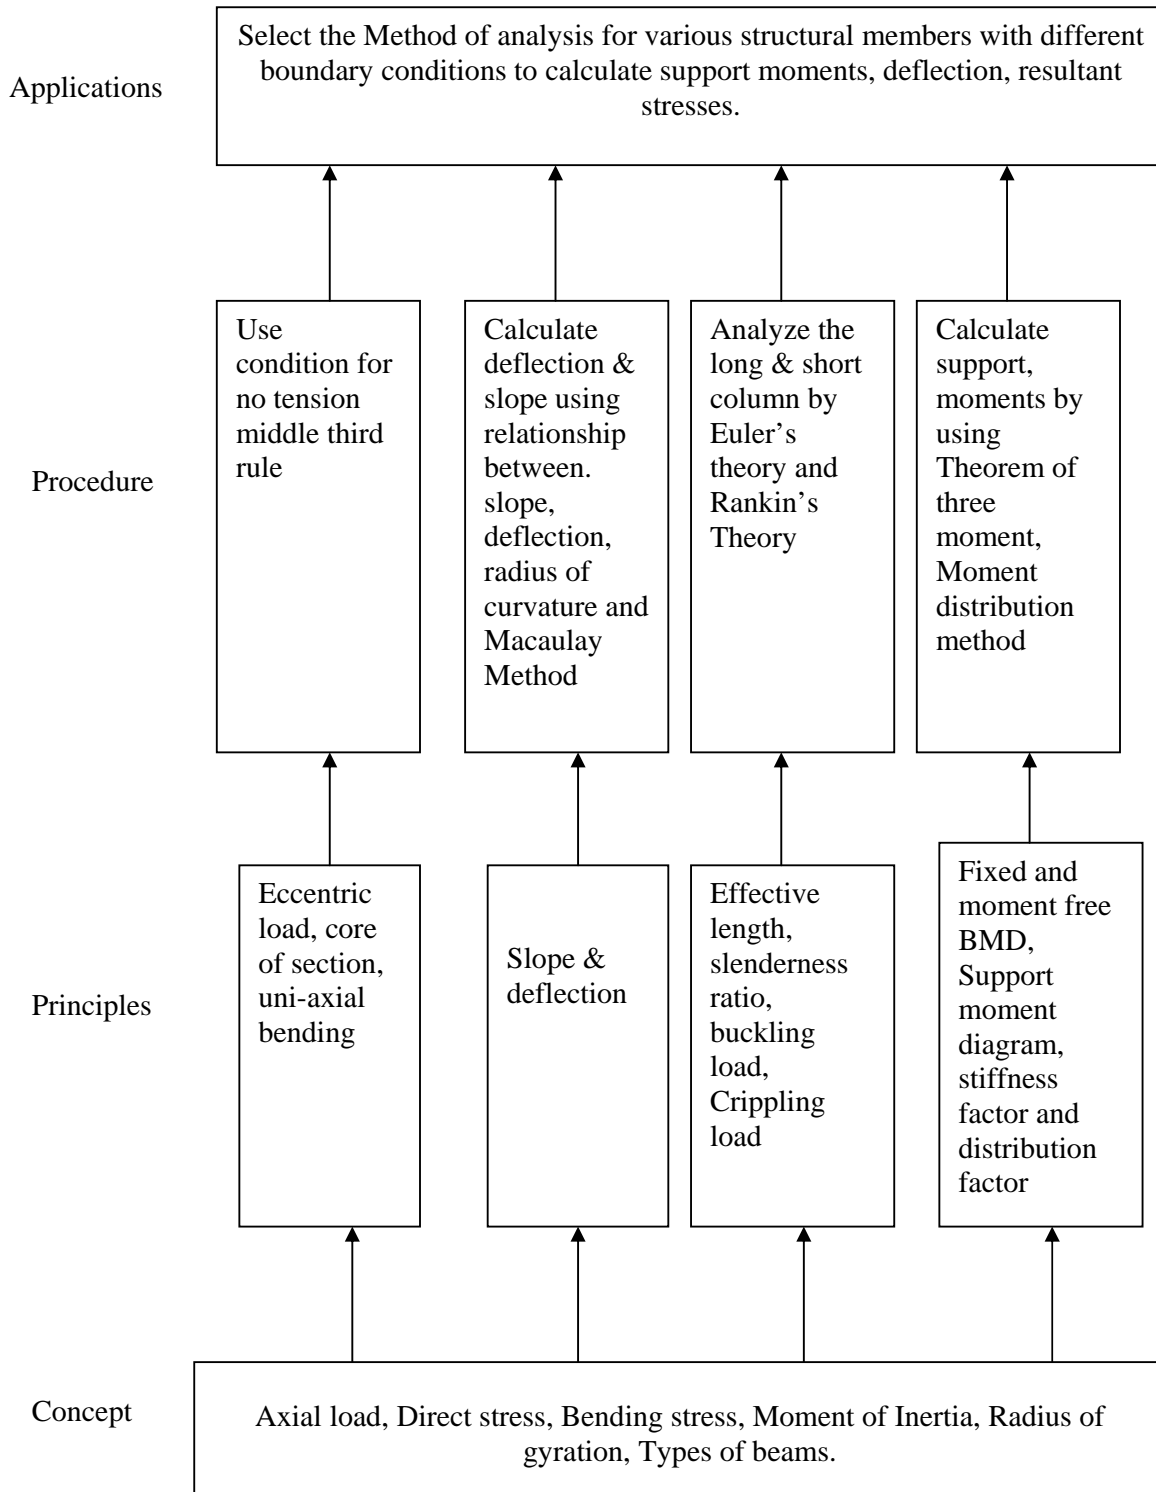 Applications
Select the Method of analysis for various structural members with different
boundary conditions to calculate support moments, deflection, resultant
stresses.
Procedure
Use
condition for
no tension
middle third
rule
Calculate
deflection &
slope using
relationship
between.
slope,
deflection,
radius of
curvature and
Macaulay
Method
Analyze the
long & short
column by
Euler’s
theory and
Rankin’s
Theory
Calculate
support,
moments by
using
Theorem of
three
moment,
Moment
distribution
method
Principles
Eccentric
load, core
of section,
uni-axial
bending
Slope &
deflection
Effective
length,
slenderness
ratio,
buckling
load,
Crippling
load
Fixed and
moment free
BMD,
Support
moment
diagram,
stiffness
factor and
distribution
factor
Concept
Axial load, Direct stress, Bending stress, Moment of Inertia, Radius of
gyration, Types of beams.